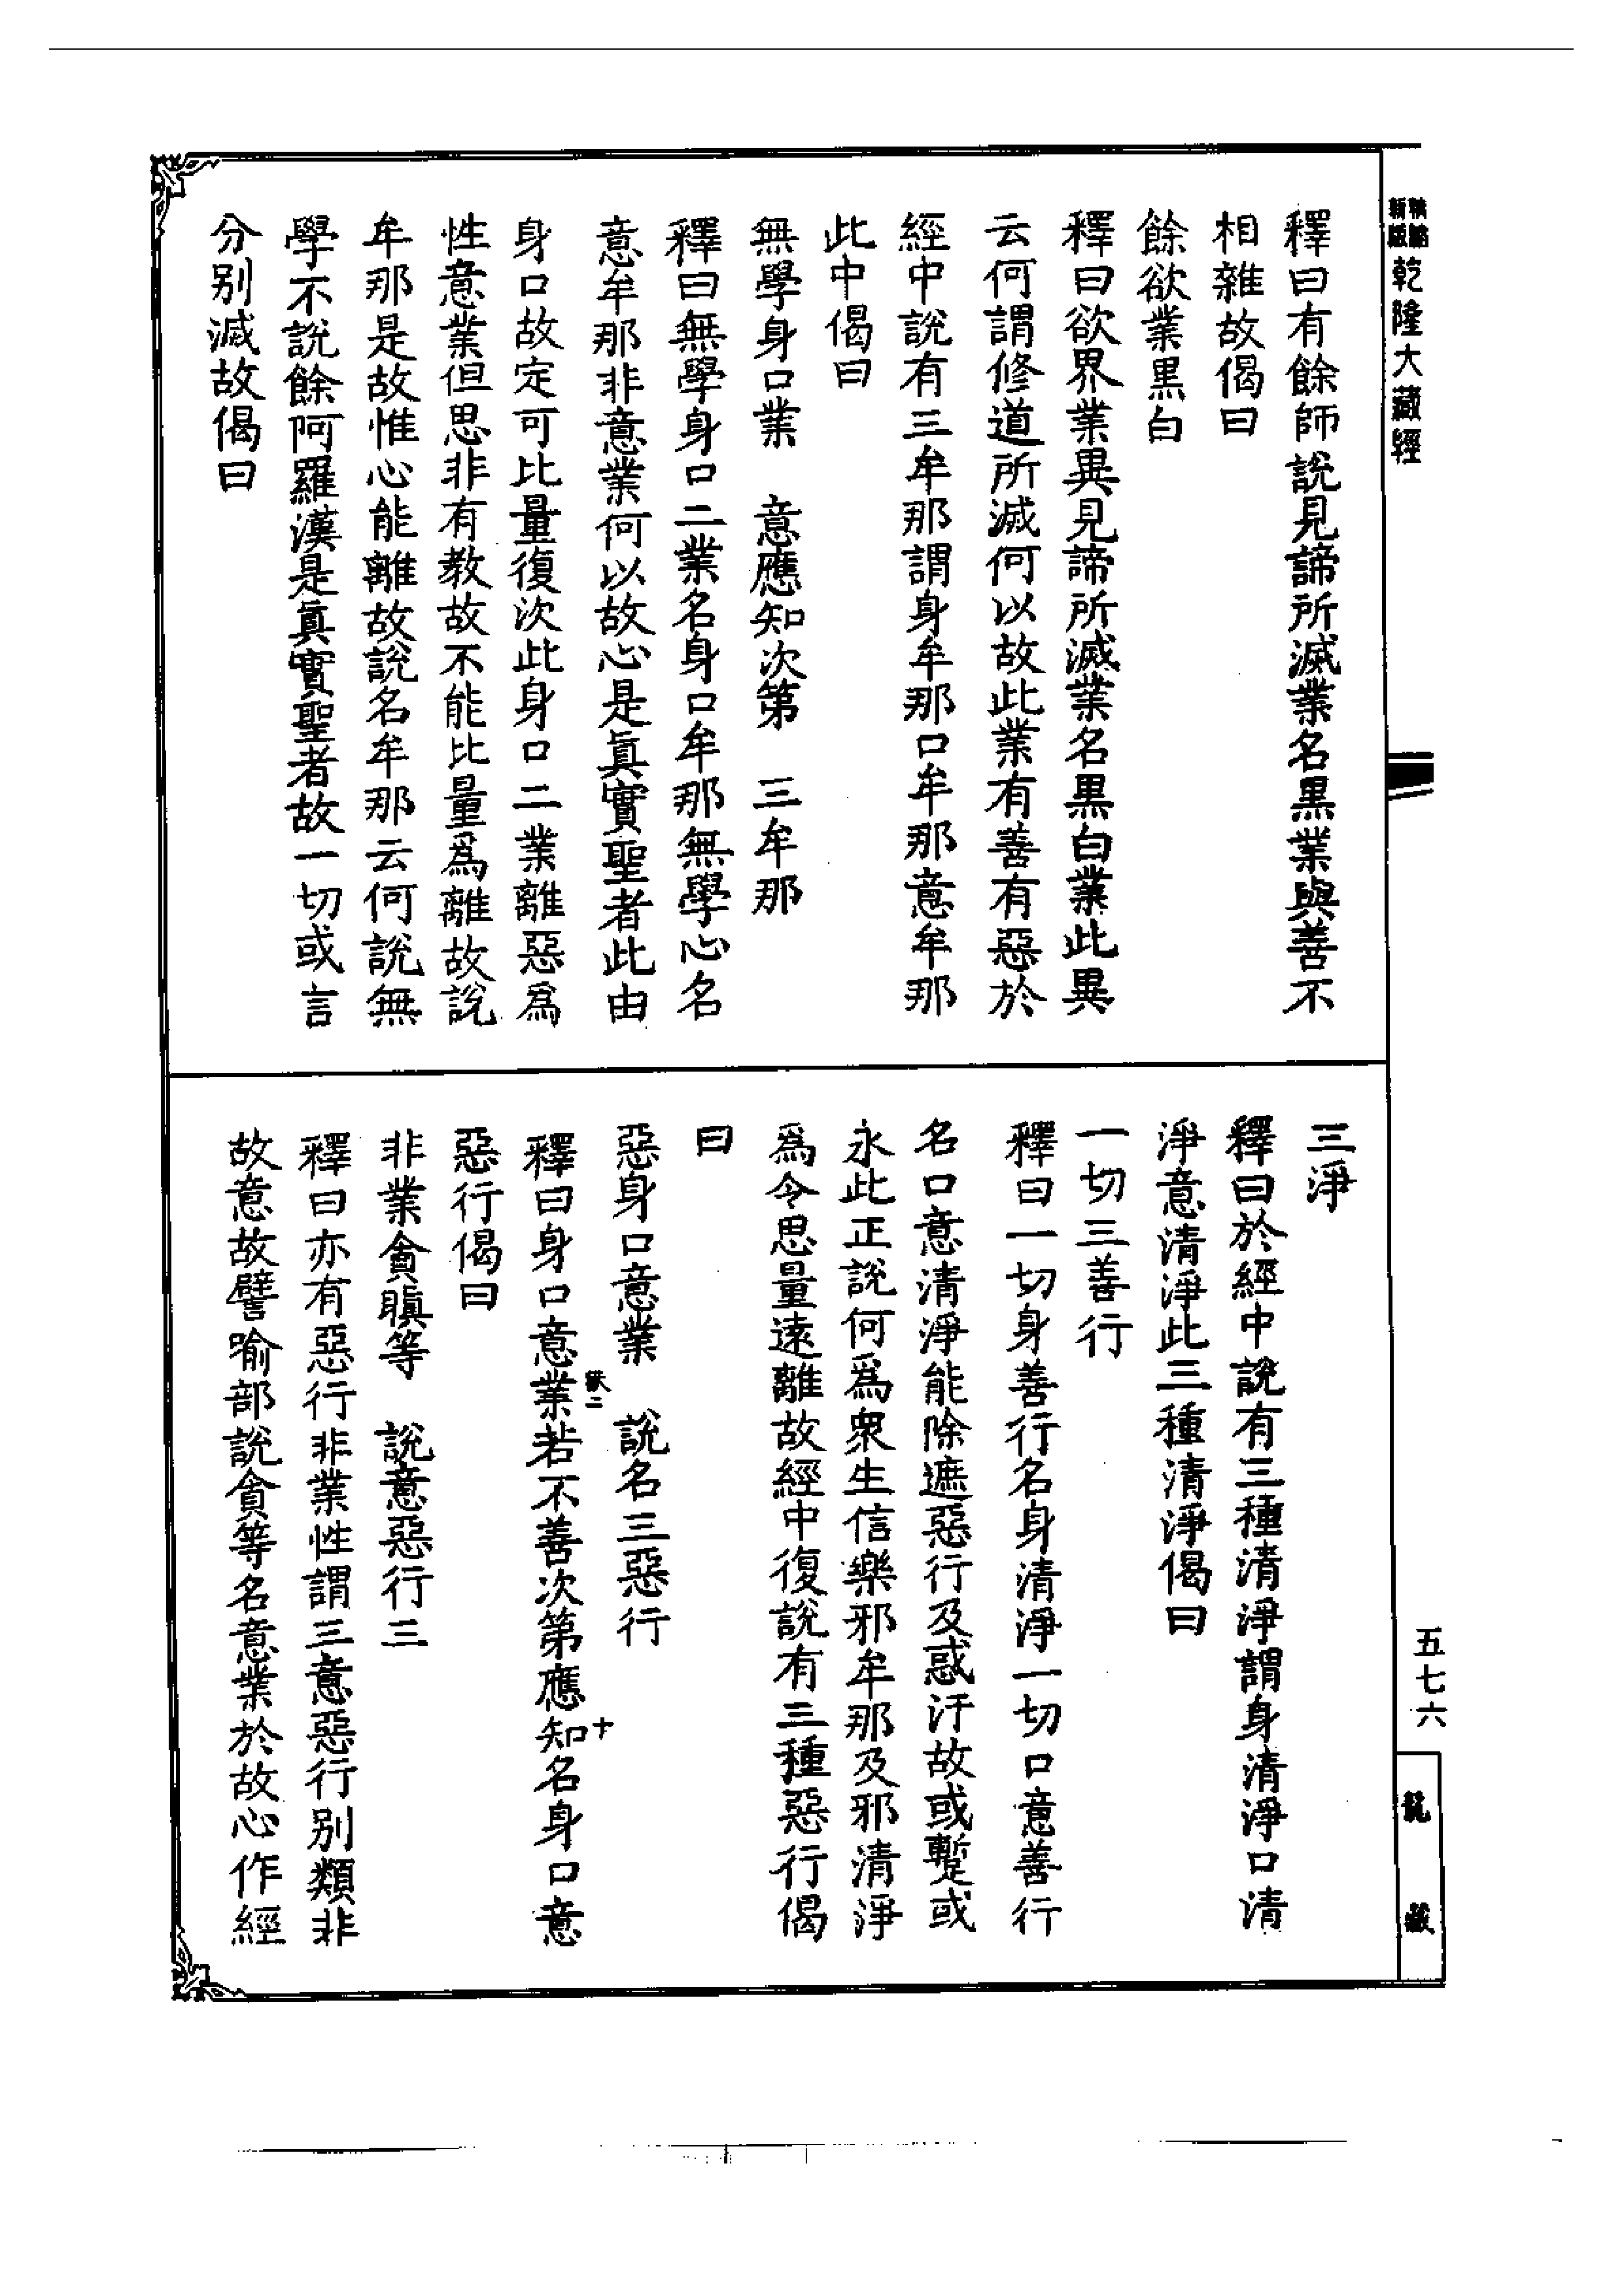 精緻
新版
乾隆大藏經
釋曰有餘師說見諦所滅業名黑業與善不
相雜故偈曰
餘欲業黑白
釋曰欲界業異見諦所滅業名黑白業此異
云何謂修道所滅何以故此業有善有惡於
經中說有三牟那謂身牟那口牟那意牟那
此中偈曰
無學身口業　意應知次第　三牟那
釋曰無學身口二業名身口牟那無學心名
意牟那非意業何以故心是真實聖者此由
身口故定可比量復次此身口二業離惡為
性意業但思非有教故不能比量為離故說
牟那是故惟心能離故說名牟那云何說無
學不說餘阿羅漢是真實聖者故一切或言
分別滅故偈曰
三淨
釋曰於經中說有三種清淨謂身清淨口清
淨意清淨此三種清淨偈曰
一切三善行
釋曰一切身善行名身清淨一切口意善行
名口意清淨能除遮惡行及惑汙故或蹔或
永此正說何為眾生信樂邪牟那及邪清淨
為令思量遠離故經中復說有三種惡行偈
曰
惡身口意業　說名三惡行
釋曰身口意業若不善次第應知名身口意
十
惡行偈曰
非業貪瞋等　說意惡行三
釋曰亦有惡行非業性謂三意惡行別類非
故意故譬喻部說貪等名意業於故心作經
五七六
龍藏